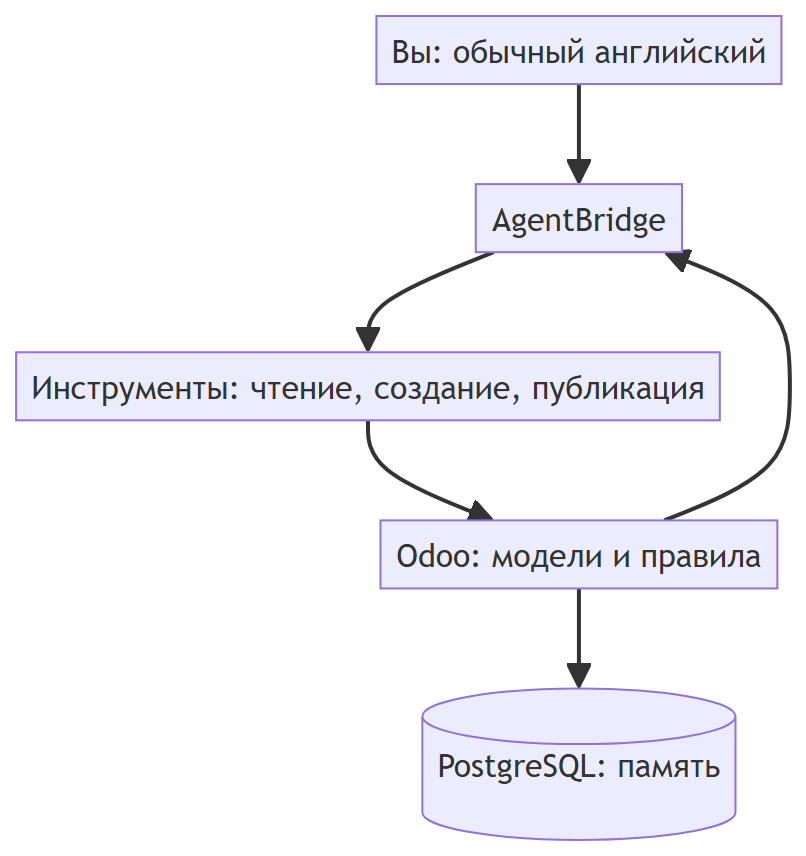 Вы: обычный английский
AgentBridge
Инструменты: чтение, создание, публикация
Odoo: модели и правила
PostgreSQL: память